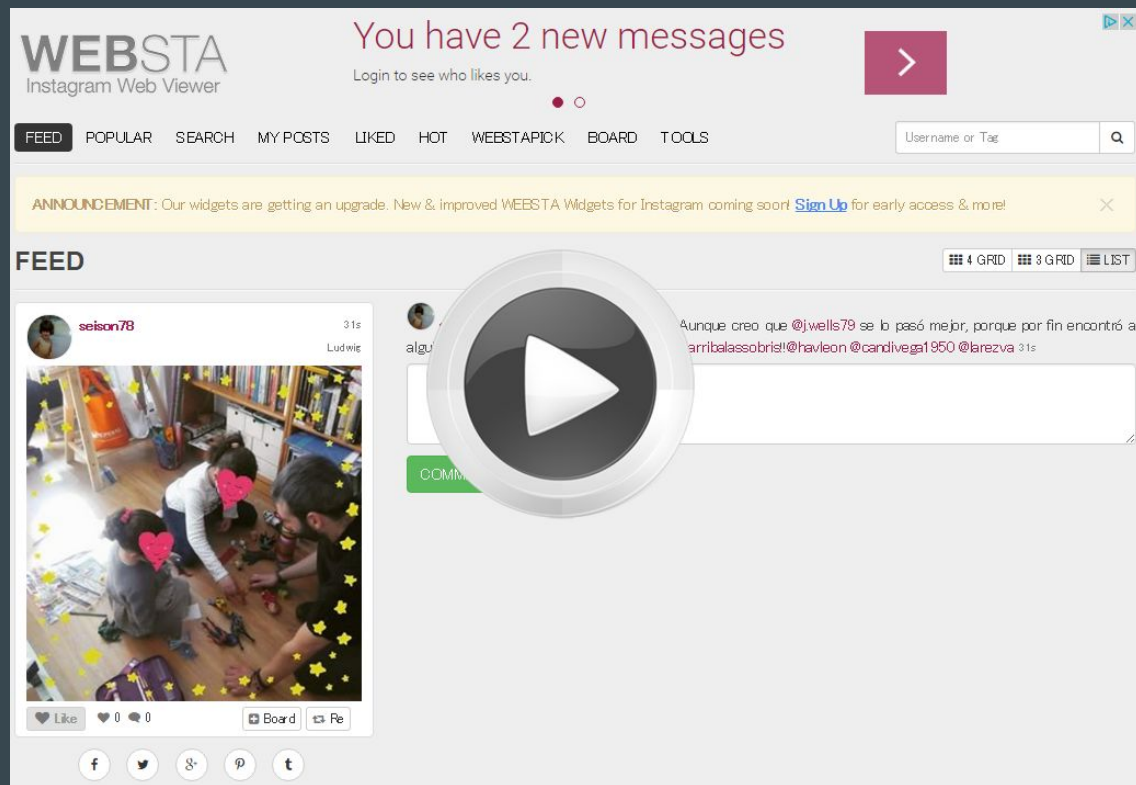 WEBSTA
Instagram Web Viewer
You have 2 new messages
Login to see who likes you.
FEED POPULAR SEARCH MY POSTS LIKED HOT WEBSTAPICK BOARD TOOLS
Username or Tag
ANNOUNCEMENT: Our widgets are getting an upgrade. New & improved WEBSTA Widgets for Instagram coming soon! Sign Up for early access & more!
FEED
4 GRID 3 GRID LIST
seison78 31s
Ludwig
Aunque creo que @j.wells79 se lo pasó mejor, porque por fin encontró a
arribalassobris!!@havleon @candivega1950 @larezva 31s
Like 0 0 Board Re